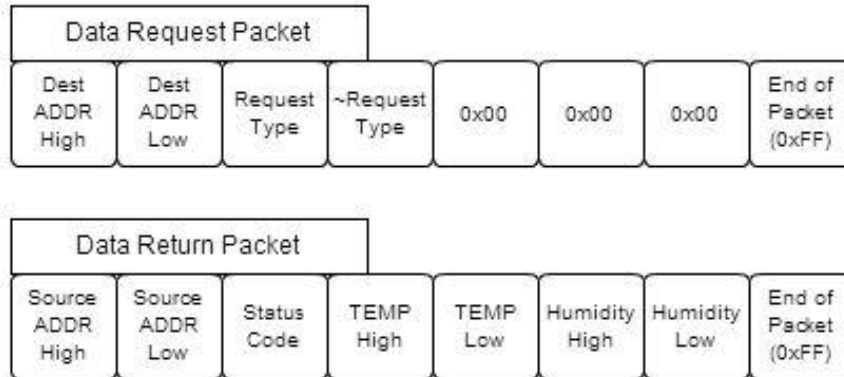 Data Request Packet
Dest ADDR High
Dest ADDR Low
Request Type
~Request Type
0x00
0x00
0x00
End of Packet (0xFF)
Data Return Packet
Source ADDR High
Source ADDR Low
Status Code
TEMP High
TEMP Low
Humidity High
Humidity Low
End of Packet (0xFF)